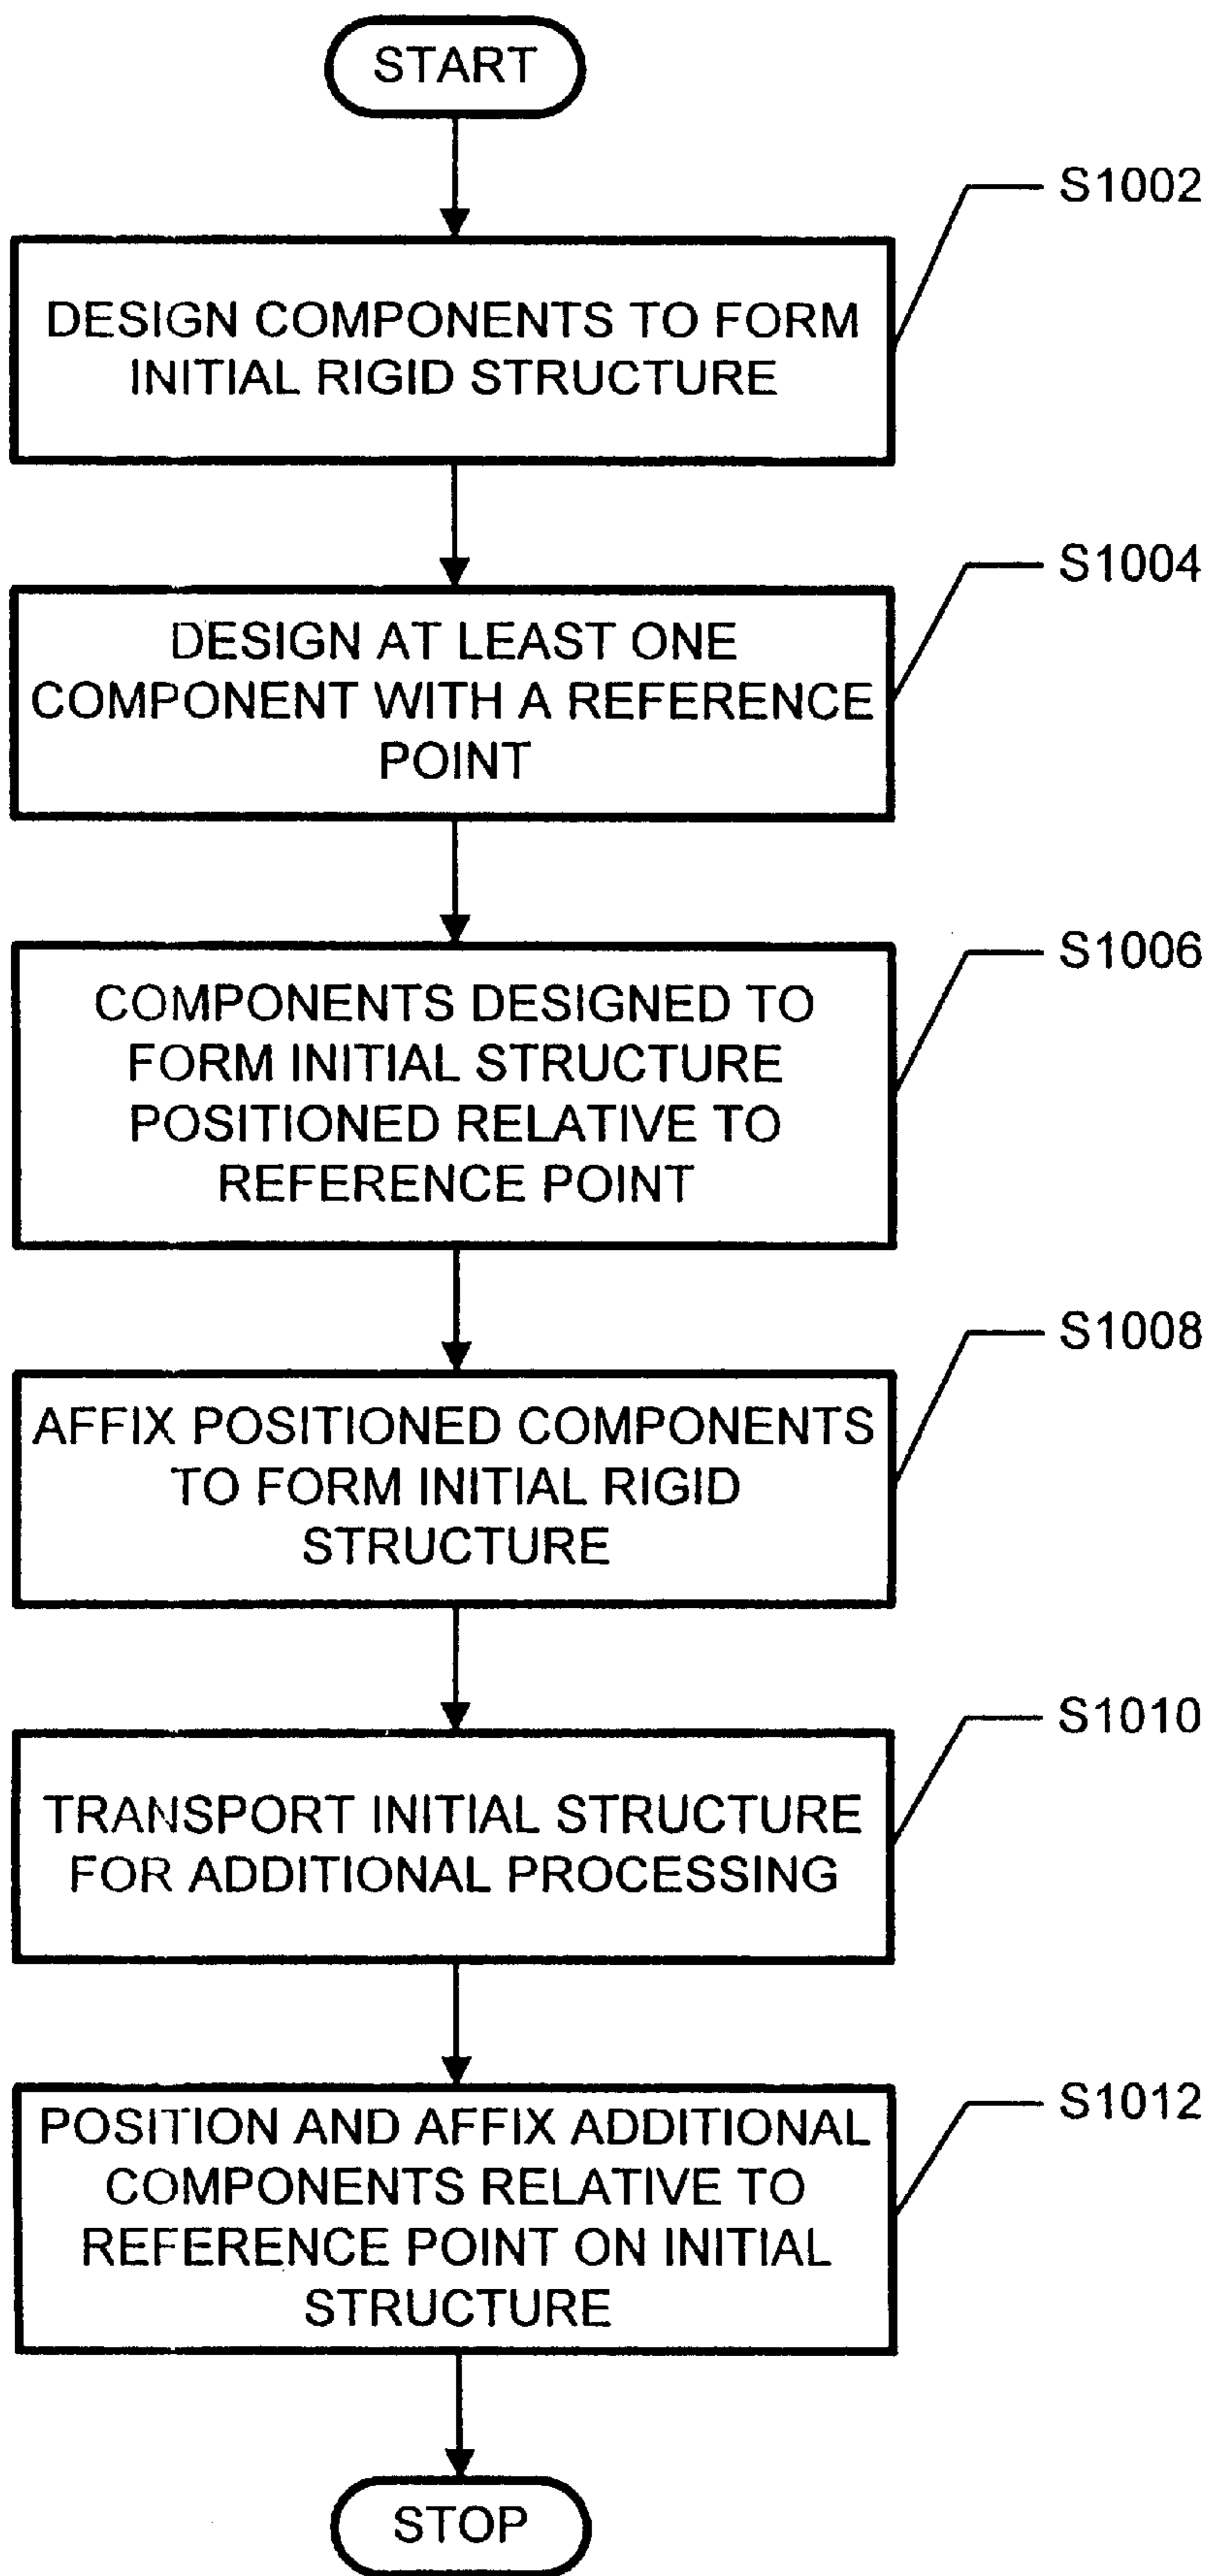 START
S1002
DESIGN COMPONENTS TO FORM
INITIAL RIGID STRUCTURE
S1004
DESIGN AT LEAST ONE
COMPONENT WITH A REFERENCE
POINT
S1006
COMPONENTS DESIGNED TO
FORM INITIAL STRUCTURE
POSITIONED RELATIVE TO
REFERENCE POINT
S1008
AFFIX POSITIONED COMPONENTS
TO FORM INITIAL RIGID
STRUCTURE
S1010
TRANSPORT INITIAL STRUCTURE
FOR ADDITIONAL PROCESSING
S1012
POSITION AND AFFIX ADDITIONAL
COMPONENTS RELATIVE TO
REFERENCE POINT ON INITIAL
STRUCTURE
STOP